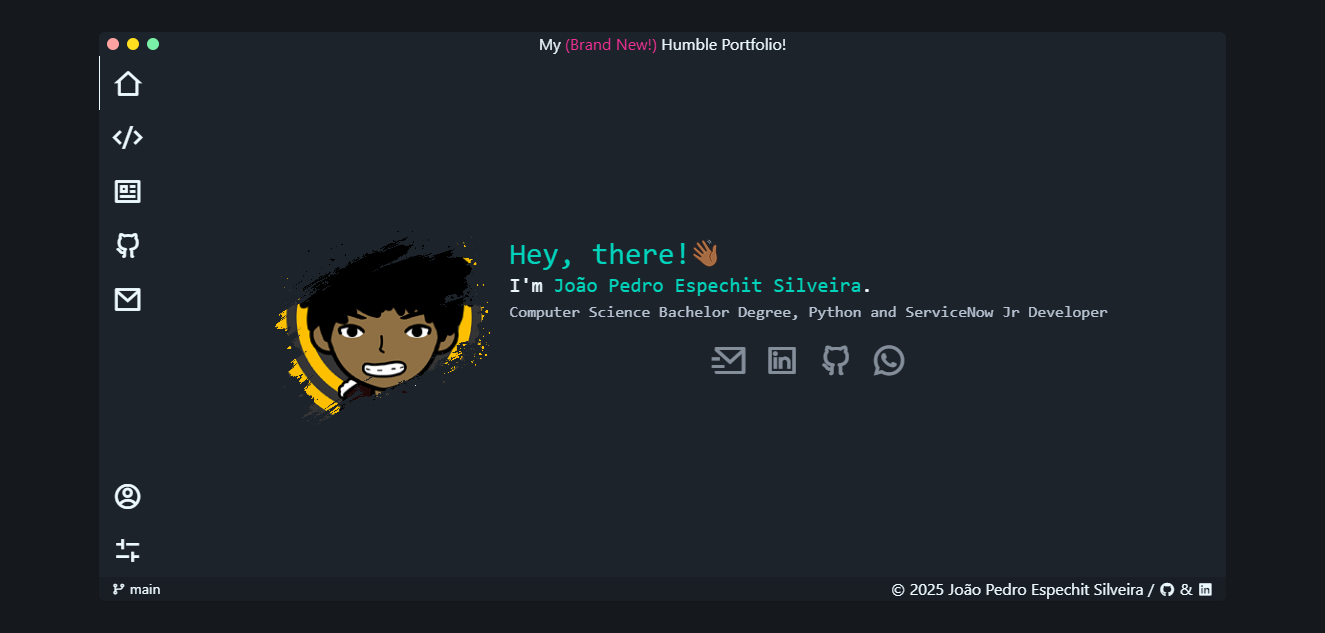 My (Brand New!) Humble Portfolio!
Hey, there!👋🏾
I'm João Pedro Espechit Silveira.
Computer Science Bachelor Degree, Python and ServiceNow Jr Developer
main
© 2025 João Pedro Espechit Silveira / &